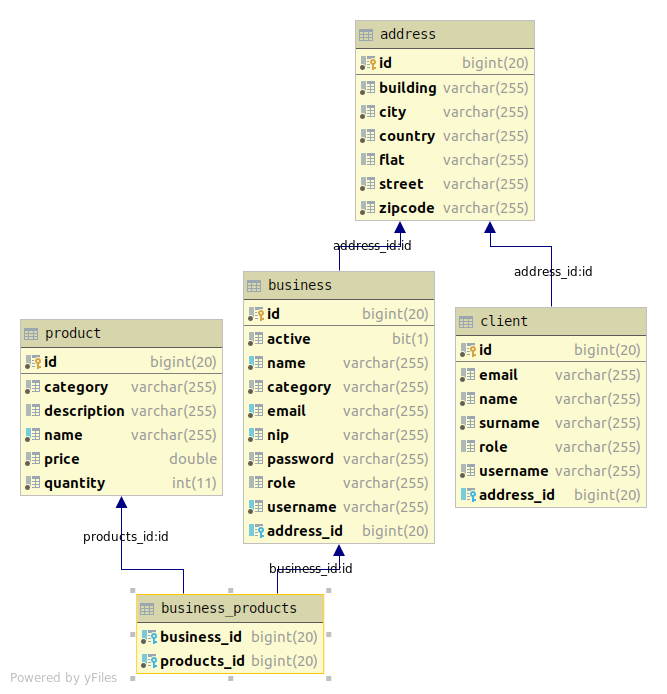 address
id bigint(20)
building varchar(255)
city varchar(255)
country varchar(255)
flat varchar(255)
street varchar(255)
zipcode varchar(255)
address_id:id
address_id:id
business
id bigint(20)
active bit(1)
name varchar(255)
category varchar(255)
email varchar(255)
nip varchar(255)
password varchar(255)
role varchar(255)
username varchar(255)
address_id bigint(20)
client
id bigint(20)
email varchar(255)
name varchar(255)
surname varchar(255)
role varchar(255)
username varchar(255)
address_id bigint(20)
product
id bigint(20)
category varchar(255)
description varchar(255)
name varchar(255)
price double
quantity int(11)
products_id:id
business_id:id
business_products
business_id bigint(20)
products_id bigint(20)
Powered by yFiles